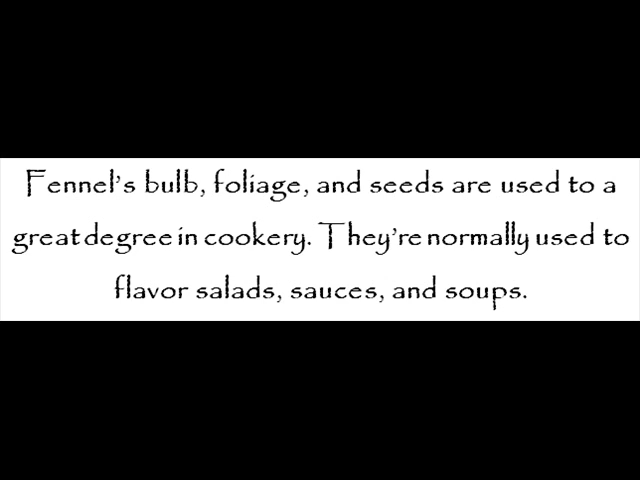 Fennel's bulb, foliage, and seeds are used to a
great degree in cookery. They're normally used to
flavor salads, sauces, and soups.